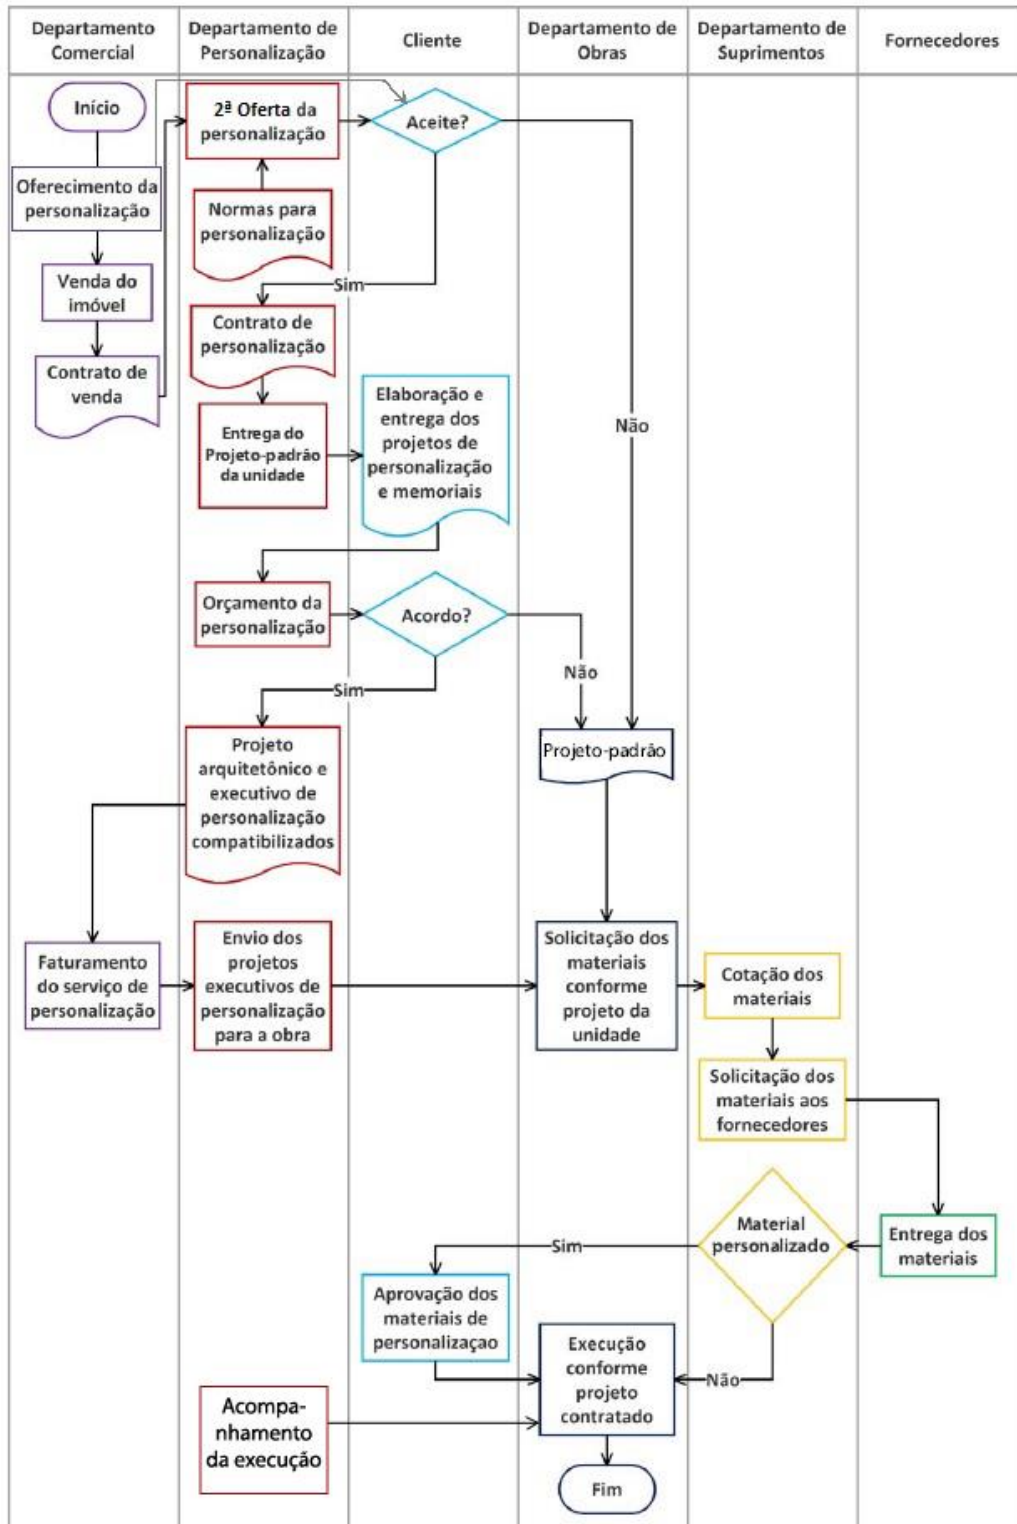 Departamento
Comercial
Departamento de
Personalização
Cliente
Departamento de
Obras
Departamento de
Suprimentos
Fornecedores
Início
2ª Oferta da
personalização
Aceite?
Oferecimento da
personalização
Normas para
personalização
Venda do
imóvel
Sim
Contrato de
personalização
Contrato de
venda
Elaboração e
entrega dos
projetos de
personalização
e memoriais
Não
Entrega do
Projeto-padrão
da unidade
Orçamento da
personalização
Acordo?
Não
Sim
Projeto
arquitetônico e
executivo de
personalização
compatibilizados
Projeto-padrão
Faturamento
do serviço de
personalização
Envio dos
projetos
executivos de
personalização
para a obra
Solicitação dos
materiais
conforme
projeto da
unidade
Cotação dos
materiais
Solicitação dos
materiais aos
fornecedores
Material
personalizado
Entrega dos
materiais
Sim
Aprovação dos
materiais de
personalizaçao
Execução
conforme
projeto
contratado
Não
Acompa-
nhamento
da execução
Fim